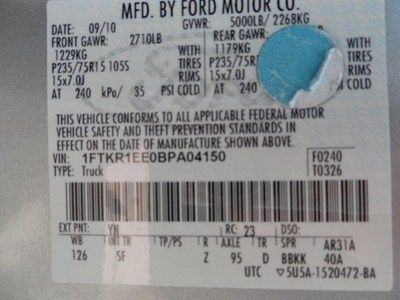 MFD. BY FORD MOTOR CO.
DATE: 09/10 GVWR: 5000LB/ 2268KG
FRONT GAWR: 2710LB REAR GAWR:
1229KG WITH 1179KG WITH
P235/75R15 105S TIRES P235/75R TIRES
15x7.0J RIMS 15x7.0J RIMS
AT 240 kPa/ 35 PSI COLD AT 240 PSI COLD
THIS VEHICLE CONFORMS TO ALL APPLICABLE FEDERAL MOTOR
VEHICLE SAFETY AND THEFT PREVENTION STANDARDS IN
EFFECT ON THE DATE OF MANUFACTURE SHOWN ABOVE.
VIN: 1FTKR1EE0BPA04150 F0240
TYPE: Truck T0326
EXT PNT: YN RC: 23 DSO:
WB INT TR TP/PS R AXLE TR SPR AR31A
126 SF Z 95 D BBKK 40A
UTC ▽5U5A-1520472-BA